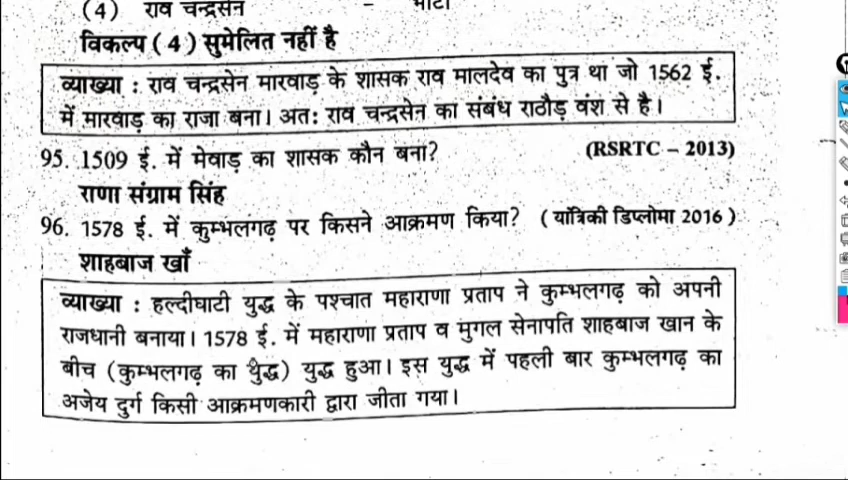 (4) राव चन्द्रसेन – भाटी
विकल्प ( 4 ) सुमेलित नहीं है
व्याख्या : राव चन्द्रसेन मारवाड़ के शासक राव मालदेव का पुत्र था जो 1562 ई.
में मारवाड़ का राजा बना। अतः राव चन्द्रसेन का संबंध राठौड़ वंश से है।
95. 1509 ई. में मेवाड़ का शासक कौन बना? (RSRTC – 2013)
राणा संग्राम सिंह
96. 1578 ई. में कुम्भलगढ़ पर किसने आक्रमण किया? ( यांत्रिकी डिप्लोमा 2016 )
शाहबाज खाँ
व्याख्या : हल्दीघाटी युद्ध के पश्चात महाराणा प्रताप ने कुम्भलगढ़ को अपनी
राजधानी बनाया। 1578 ई. में महाराणा प्रताप व मुगल सेनापति शाहबाज खान के
बीच (कुम्भलगढ़ का युद्ध) युद्ध हुआ। इस युद्ध में पहली बार कुम्भलगढ़ का
अजेय दुर्ग किसी आक्रमणकारी द्वारा जीता गया।